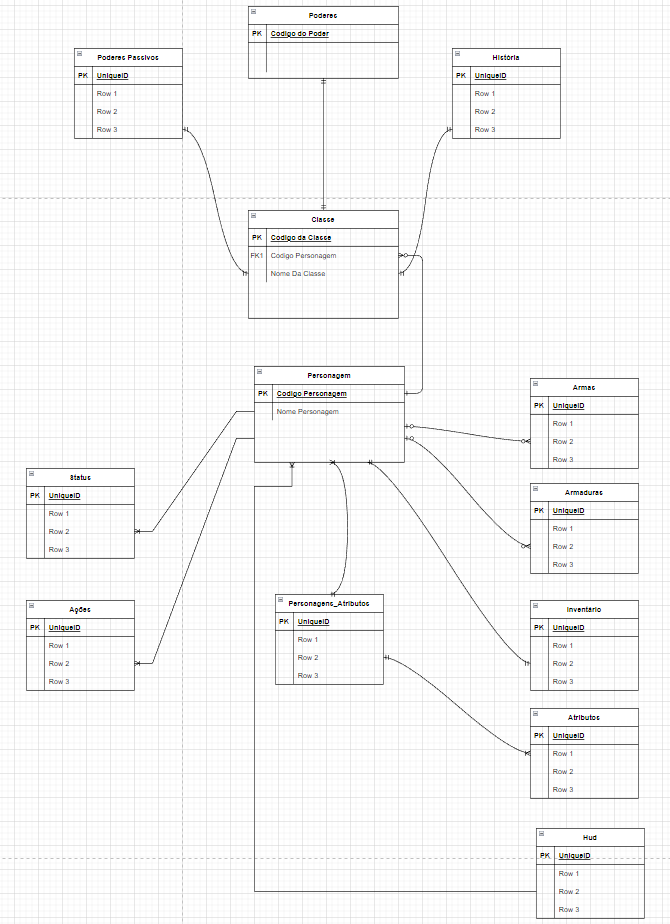 Poderes
PK Codigo do Poder
Poderes Passivos
PK UniqueID
Row 1
Row 2
Row 3
História
PK UniqueID
Row 1
Row 2
Row 3
Classe
PK Codigo da Classe
FK1 Codigo Personagem
Nome Da Classe
Personagem
PK Codigo Personagem
Nome Personagem
Armas
PK UniqueID
Row 1
Row 2
Row 3
Status
PK UniqueID
Row 1
Row 2
Row 3
Armaduras
PK UniqueID
Row 1
Row 2
Row 3
Ações
PK UniqueID
Row 1
Row 2
Row 3
Personagens_Atributos
PK UniqueID
Row 1
Row 2
Row 3
Inventário
PK UniqueID
Row 1
Row 2
Row 3
Atributos
PK UniqueID
Row 1
Row 2
Row 3
Hud
PK UniqueID
Row 1
Row 2
Row 3